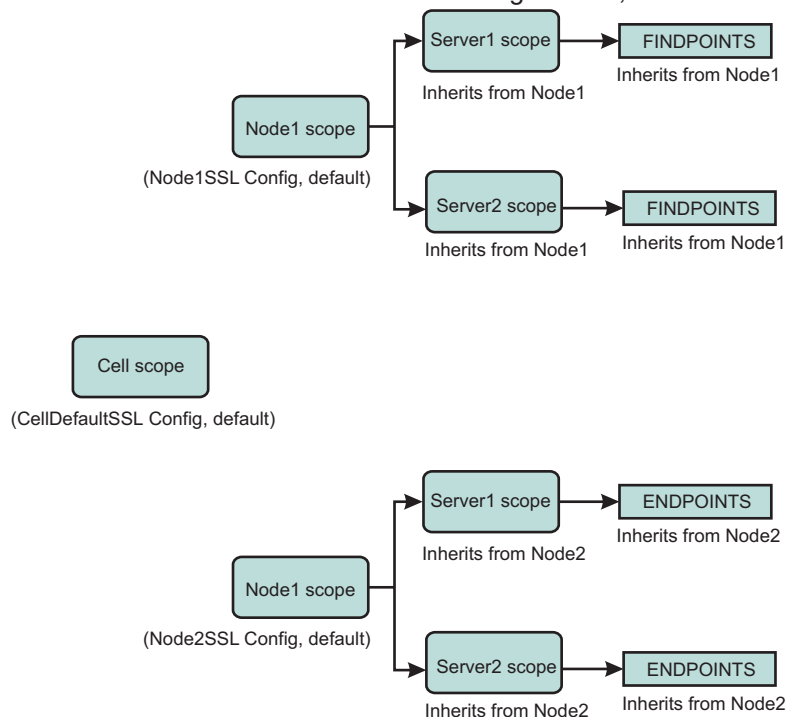 Server1 scope
FINDPOINTS
Inherits from Node1
Inherits from Node1
Node1 scope
(Node1SSL Config, default)
Server2 scope
FINDPOINTS
Inherits from Node1
Inherits from Node1
Cell scope
(CellDefaultSSL Config, default)
Server1 scope
ENDPOINTS
Inherits from Node2
Inherits from Node2
Node1 scope
(Node2SSL Config, default)
Server2 scope
ENDPOINTS
Inherits from Node2
Inherits from Node2